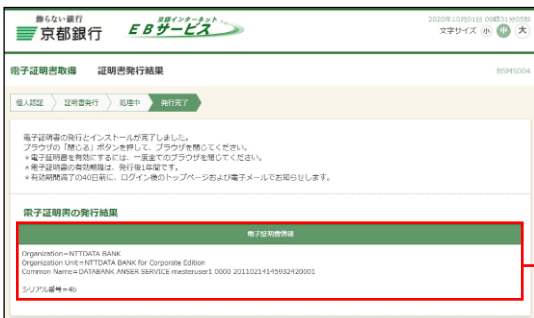 飾らない銀行
京都銀行
京銀インターネット
EBサービス
2020年10月01日 09時31分05秒
文字サイズ 小 中 大
電子証明書取得 証明書発行結果
BSMS004
個人認証 証明書発行 処理中 発行完了
電子証明書の発行とインストールが完了しました。
ブラウザの「閉じる」ボタンを押して、ブラウザを閉じてください。
※電子証明書を有効にするには、一度全てのブラウザを閉じてください。
※電子証明書の有効期限は、発行後1年間です。
※有効期間満了の40日前に、ログイン後のトップページおよび電子メールでお知らせします。
電子証明書の発行結果
電子証明書情報
Organization=NTTDATA BANK
Organization Unit=NTTDATA BANK for Corporate Edition
Common Name=DATABANK ANSER SERVICE masteruser1 0000 20110214145932420001
シリアル番号=4b